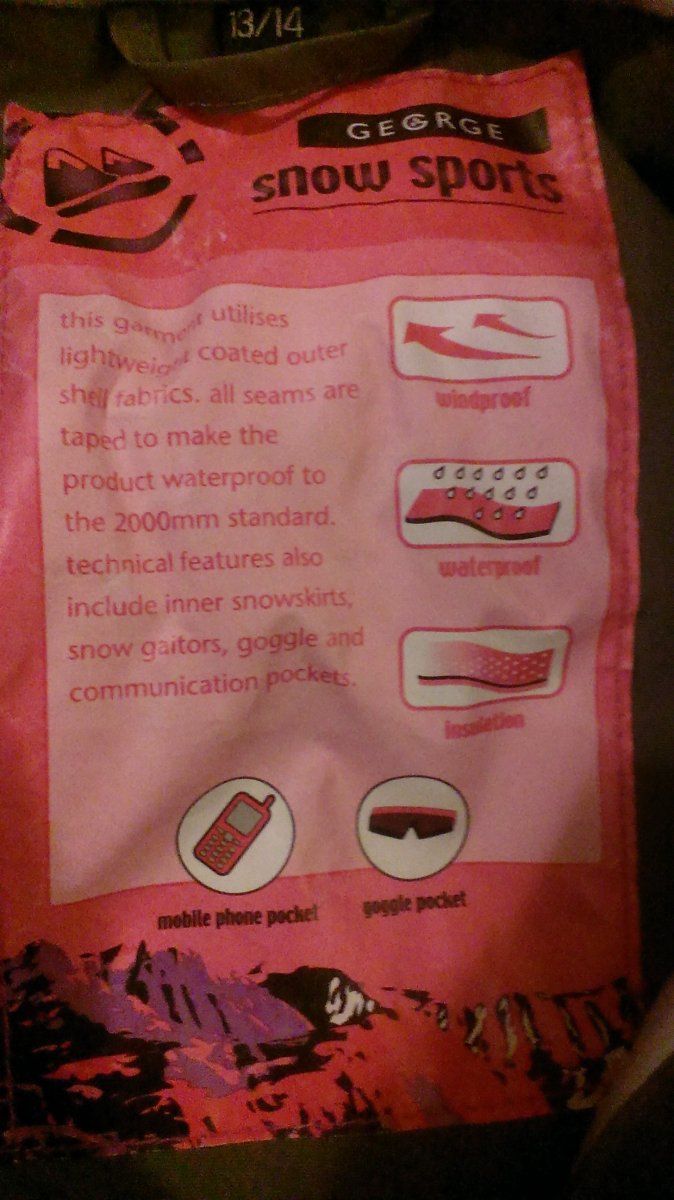 13/14
GEORGE
snow sports
this garment utilises
lightweight coated outer
shell fabrics. all seams are
taped to make the
product waterproof to
the 2000mm standard.
technical features also
include inner snowskirts,
snow gaitors, goggle and
communication pockets.
windproof
waterproof
insulation
mobile phone pocket
goggle pocket